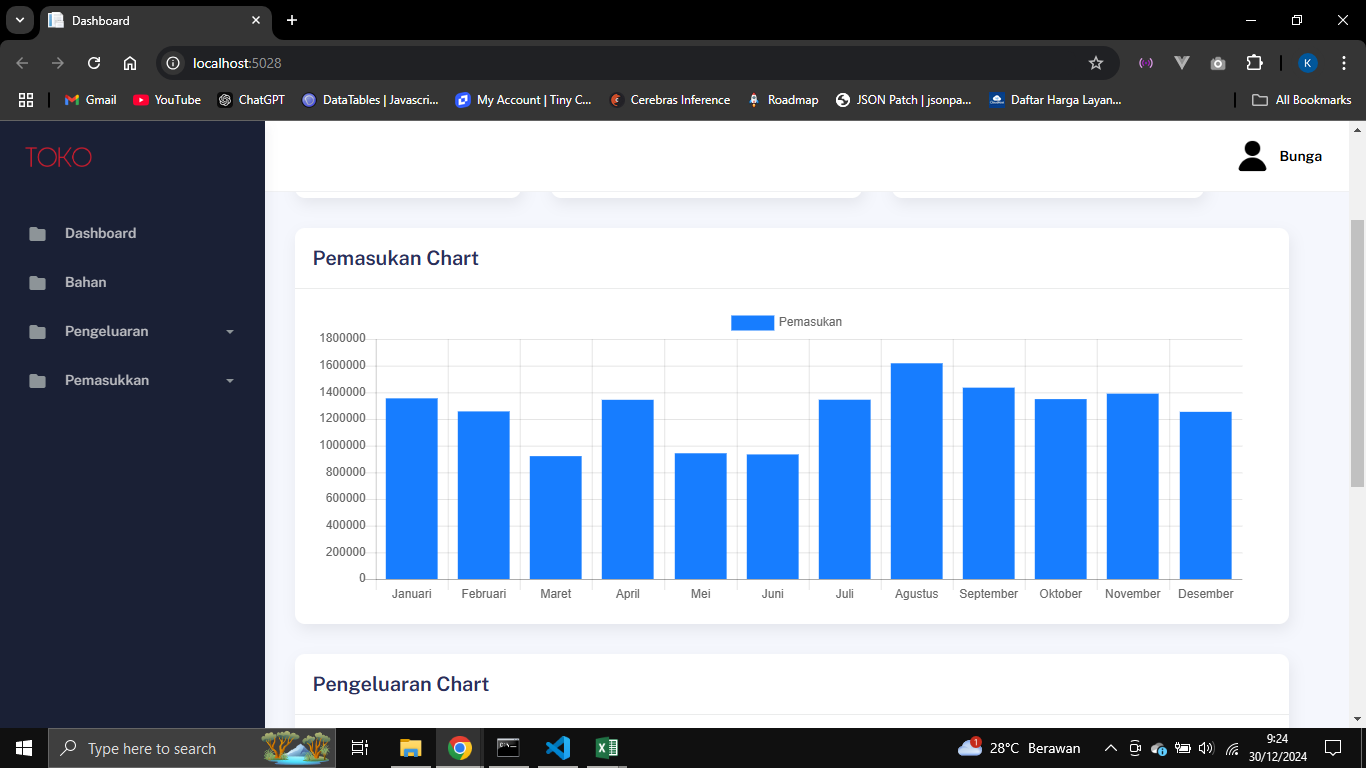 Dashboard
localhost:5028
K
Gmail
YouTube
ChatGPT
DataTables | Javascri...
My Account | Tiny C...
Cerebras Inference
Roadmap
JSON Patch | jsonpa...
Daftar Harga Layan...
All Bookmarks
TOKO
Bunga
Dashboard
Bahan
Pengeluaran
Pemasukkan
Pemasukan Chart
Pemasukan
1800000
1600000
1400000
1200000
1000000
800000
600000
400000
200000
0
Januari
Februari
Maret
April
Mei
Juni
Juli
Agustus
September
Oktober
November
Desember
Pengeluaran Chart
Type here to search
1
28°C Berawan
9:24
30/12/2024